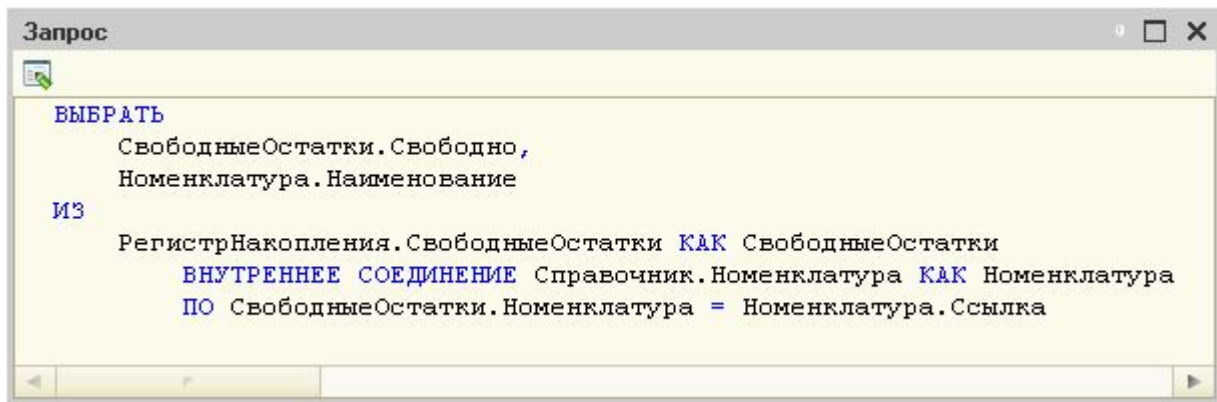 Запрос
ВЫБРАТЬ
СвободныеОстатки.Свободно,
Номенклатура.Наименование
ИЗ
РегистрНакопления.СвободныеОстатки КАК СвободныеОстатки
ВНУТРЕННЕЕ СОЕДИНЕНИЕ Справочник.Номенклатура КАК Номенклатура
ПО СвободныеОстатки.Номенклатура = Номенклатура.Ссылка